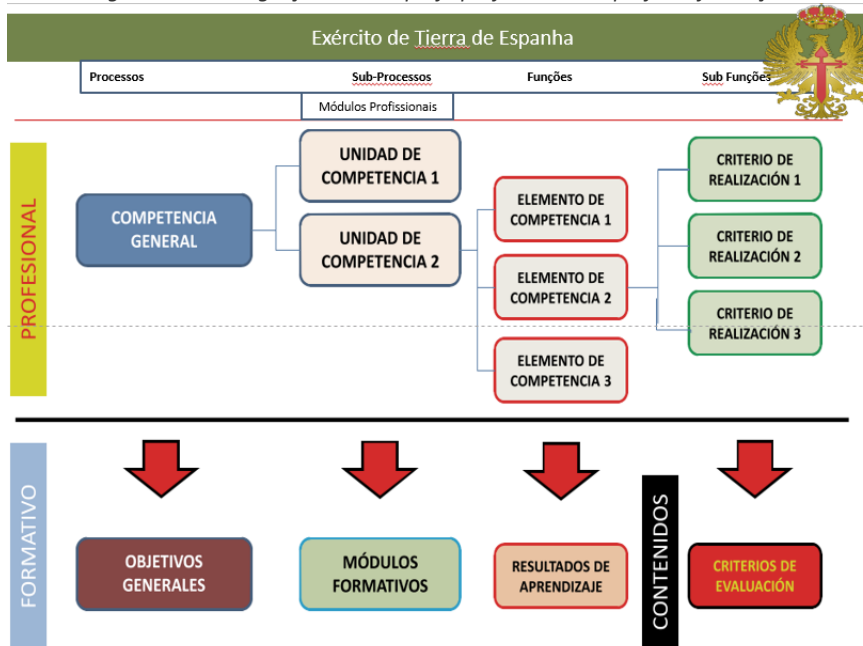 Exército de Tierra de Espanha
Processos
Sub-Processos
Funções
Sub Funções
Módulos Profissionais
PROFESIONAL
COMPETENCIA
GENERAL
UNIDAD DE
COMPETENCIA 1
UNIDAD DE
COMPETENCIA 2
ELEMENTO DE
COMPETENCIA 1
ELEMENTO DE
COMPETENCIA 2
ELEMENTO DE
COMPETENCIA 3
CRITERIO DE
REALIZACIÓN 1
CRITERIO DE
REALIZACIÓN 2
CRITERIO DE
REALIZACIÓN 3
FORMATIVO
OBJETIVOS
GENERALES
MÓDULOS
FORMATIVOS
RESULTADOS DE
APRENDIZAJE
CONTENIDOS
CRITERIOS DE
EVALUACIÓN